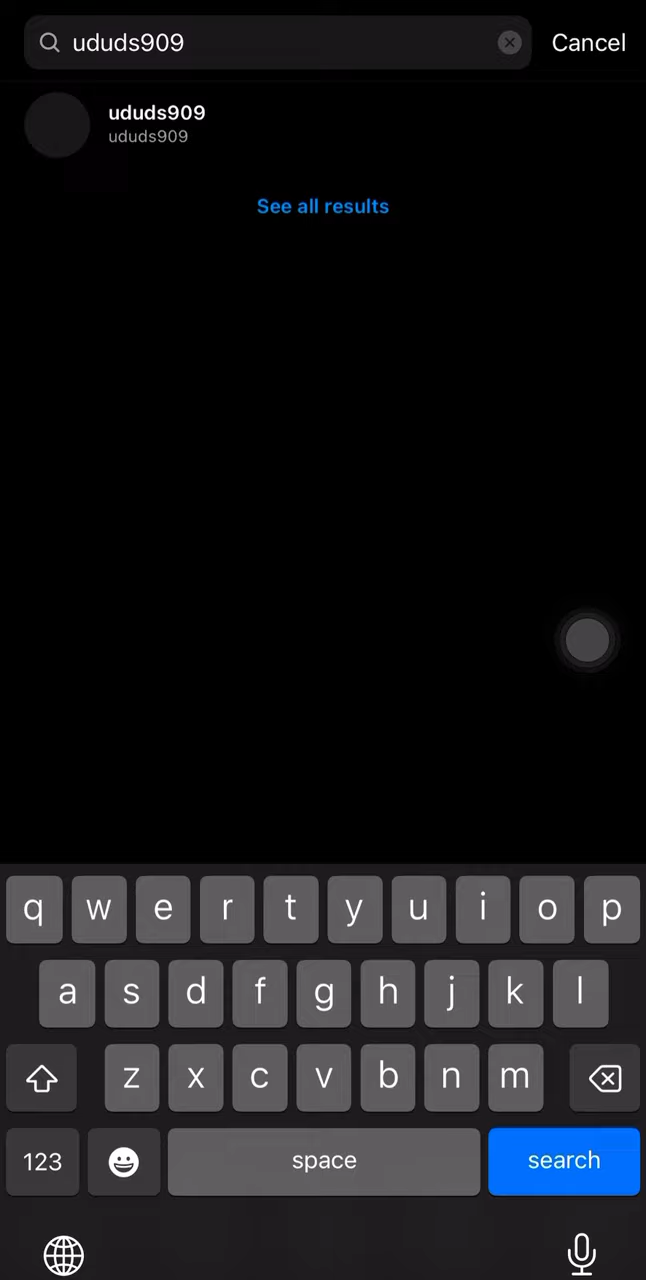 ududs909
Cancel
ududs909
ududs909
See all results
q w e r t y u i o p
a s d f g h j k l
z x c v b n m
123 space search